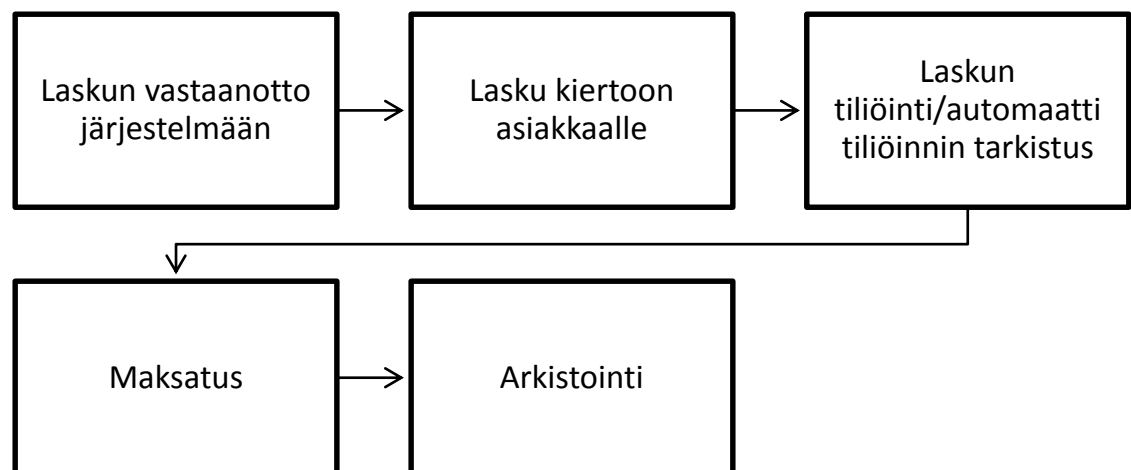 Laskun vastaanotto
järjestelmään
Lasku kiertoon
asiakkaalle
Laskun
tiliöinti/automaatti
tiliöinnin tarkistus
Maksatus
Arkistointi